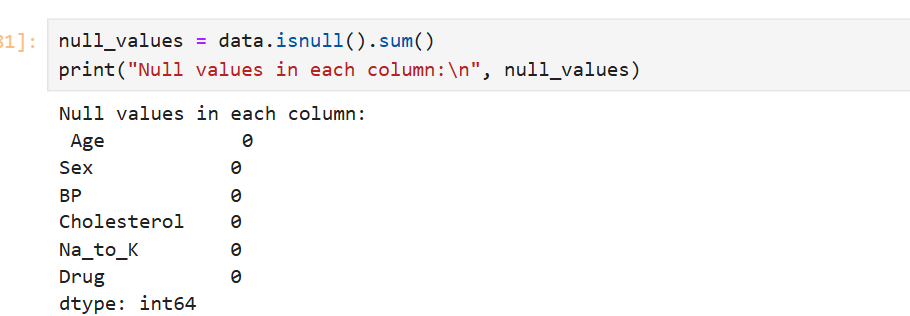 31]: null_values = data.isnull().sum()
print("Null values in each column:\n", null_values)
Null values in each column:
 Age            0
Sex            0
BP             0
Cholesterol    0
Na_to_K        0
Drug           0
dtype: int64